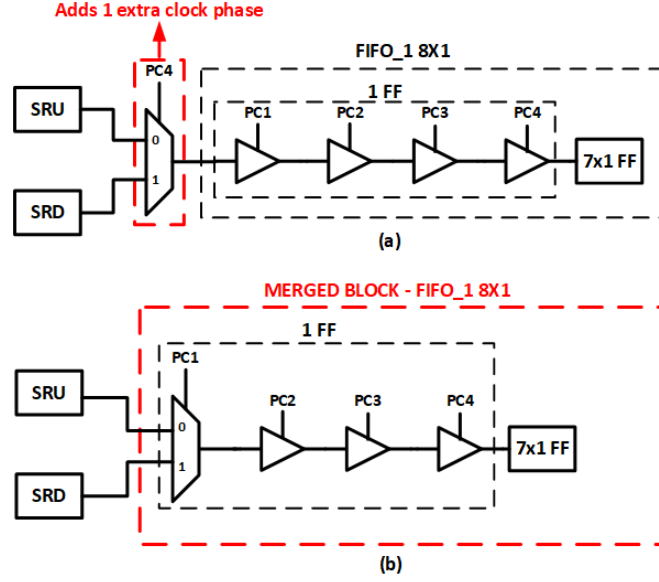 Adds 1 extra clock phase
FIFO_1 8X1
PC4
1 FF
SRU
PC1
PC2
PC3
PC4
0
7x1 FF
1
SRD
(a)
MERGED BLOCK - FIFO_1 8X1
1 FF
PC1
SRU
PC2
PC3
PC4
0
7x1 FF
1
SRD
(b)